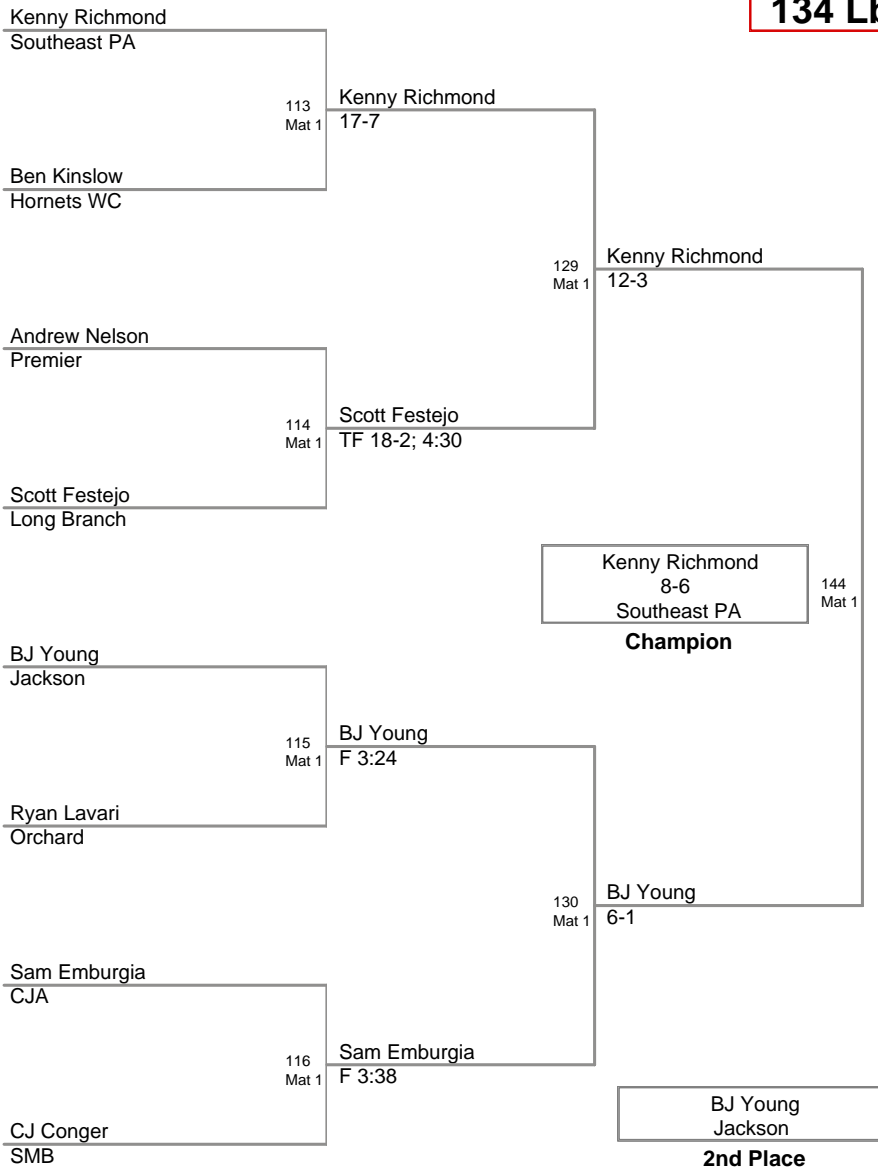 134 Lb
Kenny Richmond
Southeast PA
113
Mat 1
Kenny Richmond
17-7
Ben Kinslow
Hornets WC
129
Mat 1
Kenny Richmond
12-3
Andrew Nelson
Premier
114
Mat 1
Scott Festejo
TF 18-2; 4:30
Scott Festejo
Long Branch
Kenny Richmond
8-6
Southeast PA
Champion
144
Mat 1
BJ Young
Jackson
115
Mat 1
BJ Young
F 3:24
Ryan Lavari
Orchard
130
Mat 1
BJ Young
6-1
Sam Emburgia
CJA
116
Mat 1
Sam Emburgia
F 3:38
CJ Conger
SMB
BJ Young
Jackson
2nd Place